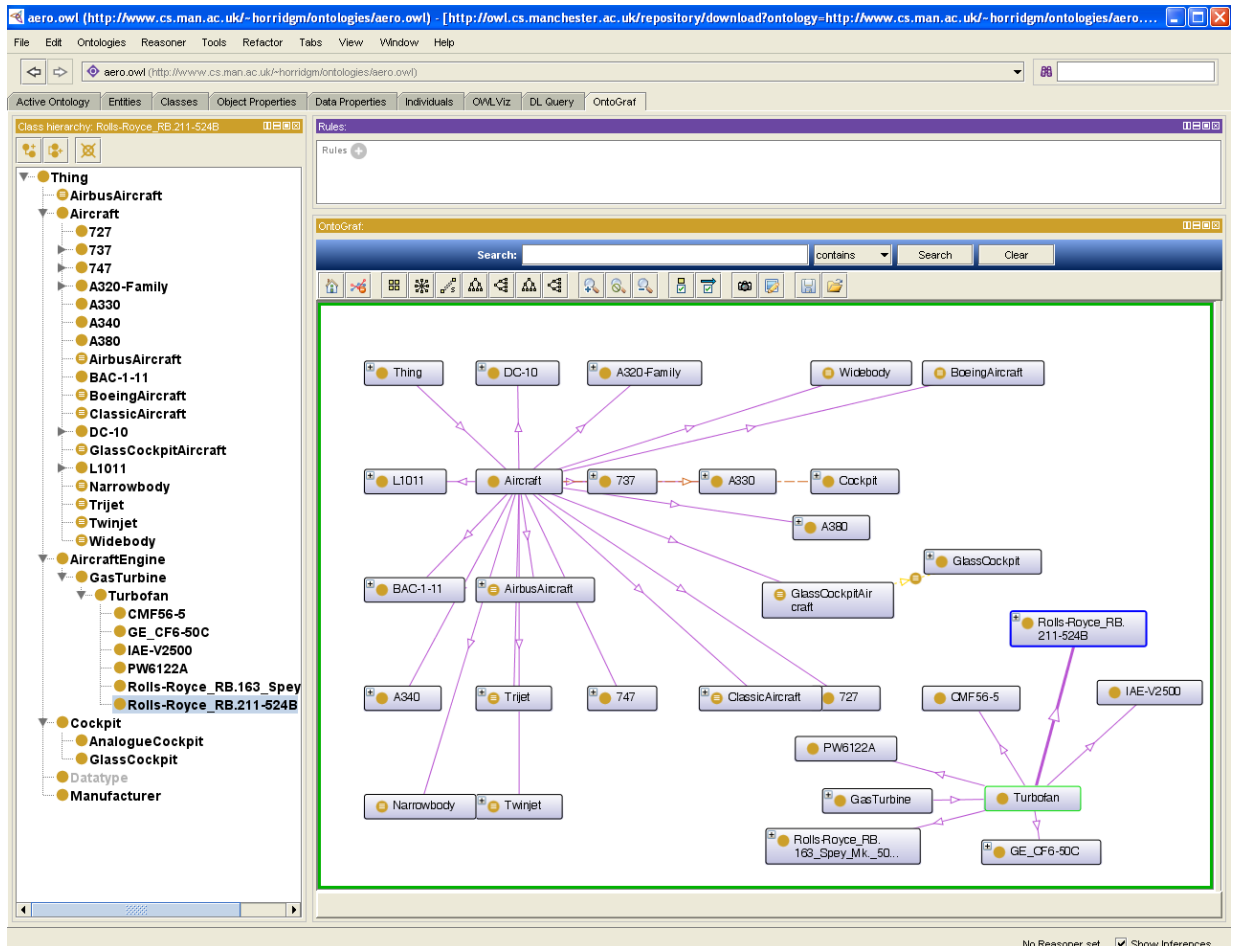 aero.owl (http://www.cs.man.ac.uk/~horridgm/ontologies/aero.owl) - [http://owl.cs.manchester.ac.uk/repository/download?ontology=http://www.cs.man.ac.uk/~horridgm/ontologies/aero....
File Edit Ontologies Reasoner Tools Refactor Tabs View Window Help
aero.owl (http://www.cs.man.ac.uk/~horridgm/ontologies/aero.owl)
Active Ontology Entities Classes Object Properties Data Properties Individuals OWLViz DL Query OntoGraf
Class hierarchy: Rolls-Royce_RB.211-524B
Thing
AirbusAircraft
Aircraft
727
737
747
A320-Family
A330
A340
A380
AirbusAircraft
BAC-1-11
BoeingAircraft
ClassicAircraft
DC-10
GlassCockpitAircraft
L1011
Narrowbody
Trijet
Twinjet
Widebody
AircraftEngine
GasTurbine
Turbofan
CMF56-5
GE_CF6-50C
IAE-V2500
PW6122A
Rolls-Royce_RB.163_Spey
Rolls-Royce_RB.211-524B
Cockpit
AnalogueCockpit
GlassCockpit
Datatype
Manufacturer
Rules:
Rules
OntoGraf:
Search: contains Search Clear
Thing DC-10 A320-Family Widebody BoeingAircraft
L1011 Aircraft 737 A330 Cockpit
A380
GlassCockpit
BAC-1-11 AirbusAircraft GlassCockpitAir
craft
Rolls-Royce_RB.
211-524B
A340 Trijet 747 ClassicAircraft 727 CMF56-5 IAE-V2500
PW6122A
Narrowbody Twinjet GasTurbine Turbofan
Rolls-Royce_RB.
163_Spey_Mk._50...
GE_CF6-50C
No Reasoner set Show Inferences